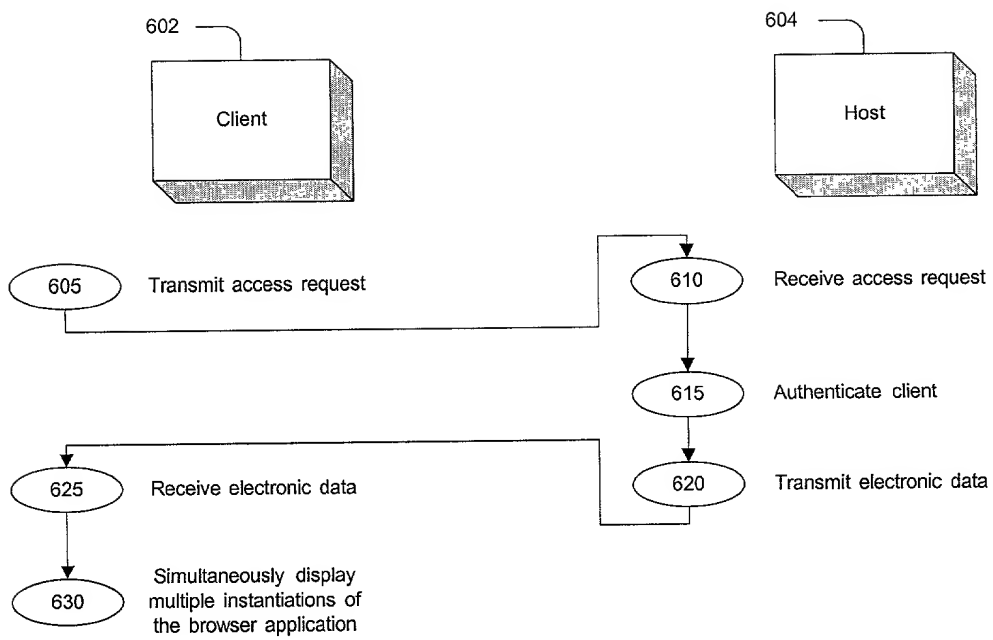 602
604
Client
Host
605
Transmit access request
610
Receive access request
615
Authenticate client
625
Receive electronic data
620
Transmit electronic data
630
Simultaneously display
multiple instantiations of
the browser application